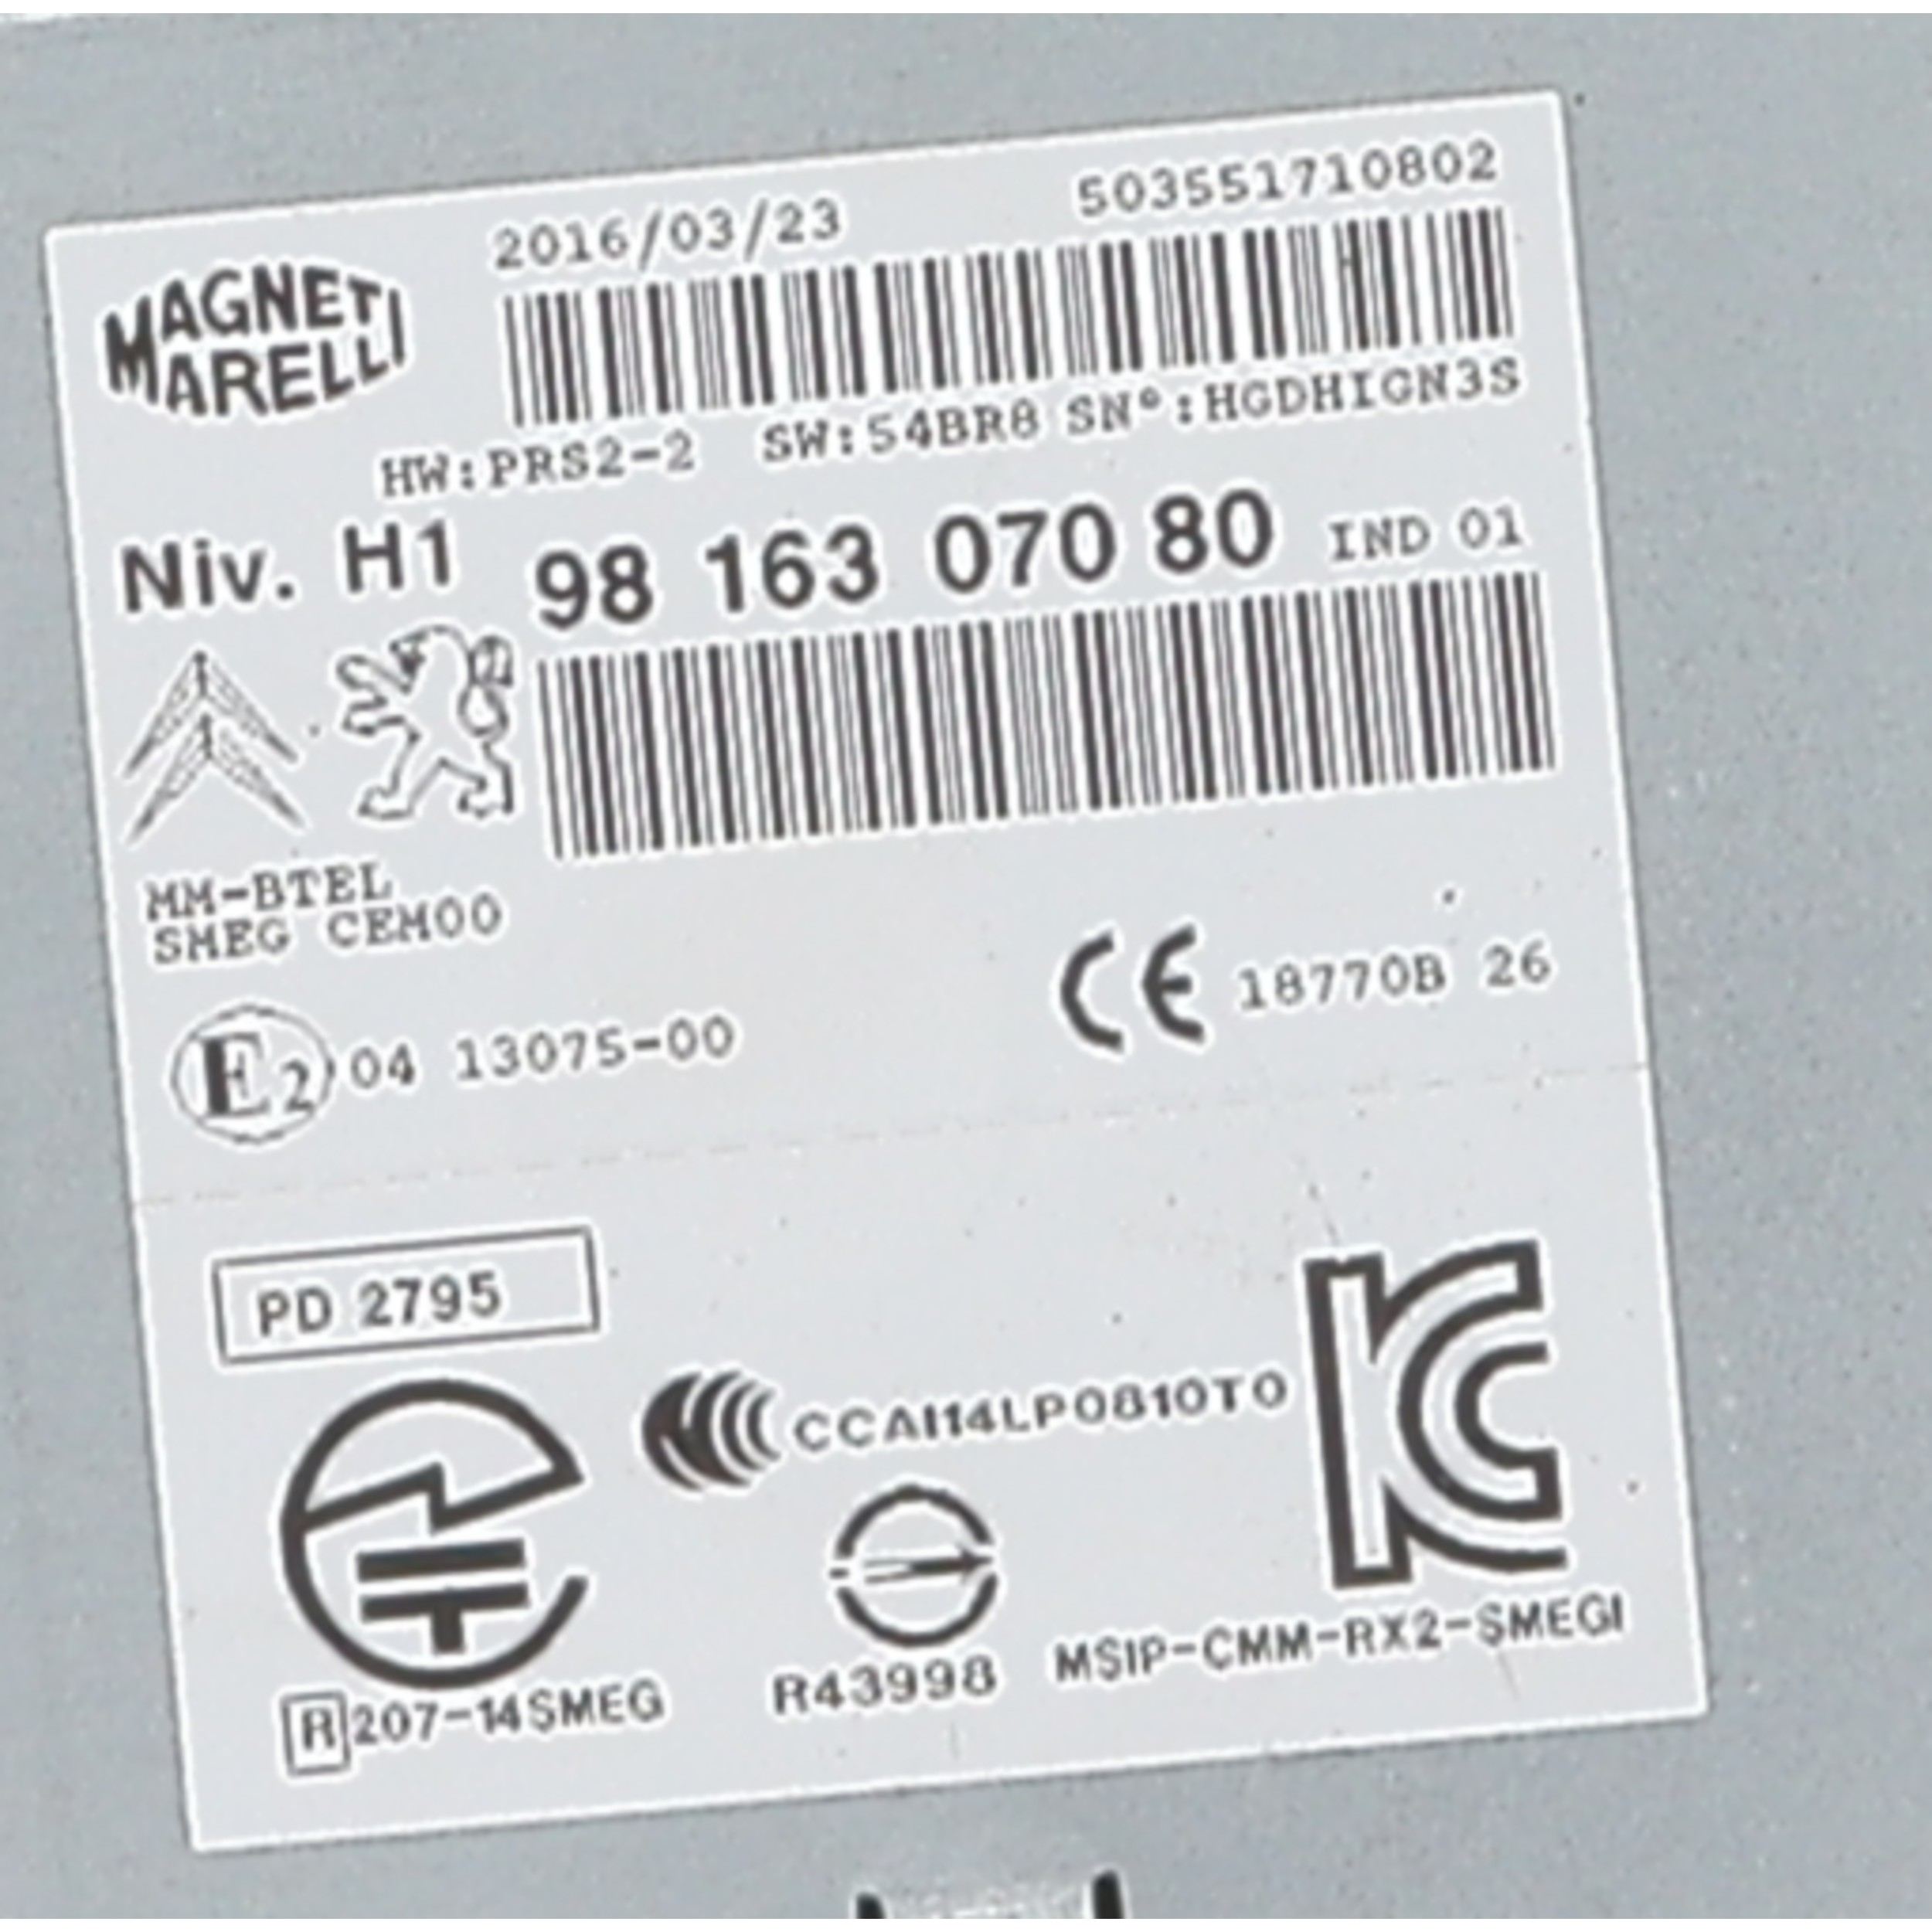 MAGNETI
MARELLI
2016/03/23 503551710802
HW:PRS2-2 SW:54BR8 SN°:HGDHIGN3S
Niv. H1 98 163 070 80 IND 01
MM-BTEL
SMEG CEM00
E2 04 13075-00
CE 18770B 26
PD 2795
CCAI14LP0810T0
R 207-14SMEG
R43998
MSIP-CMM-RX2-SMEGI